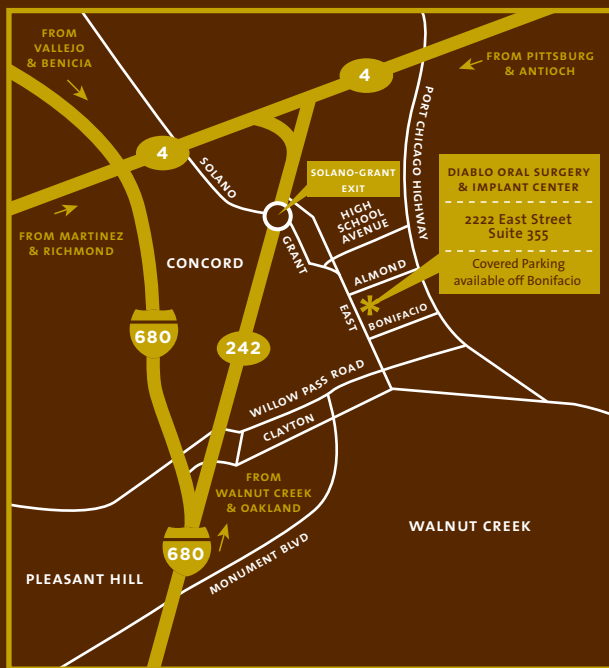 FROM
VALLEJO
& BENICIA
4
FROM PITTSBURG
& ANTIOCH
PORT CHICAGO HIGHWAY
4
SOLANO
SOLANO-GRANT
EXIT
DIABLO ORAL SURGERY
& IMPLANT CENTER
2222 East Street
Suite 355
Covered Parking
available off Bonifacio
HIGH
SCHOOL
AVENUE
FROM MARTINEZ
& RICHMOND
CONCORD
GRANT
ALMOND
EAST
*
BONIFACIO
680
242
WILLOW PASS ROAD
CLAYTON
FROM
WALNUT CREEK
& OAKLAND
WALNUT CREEK
680
PLEASANT HILL
MONUMENT BLVD